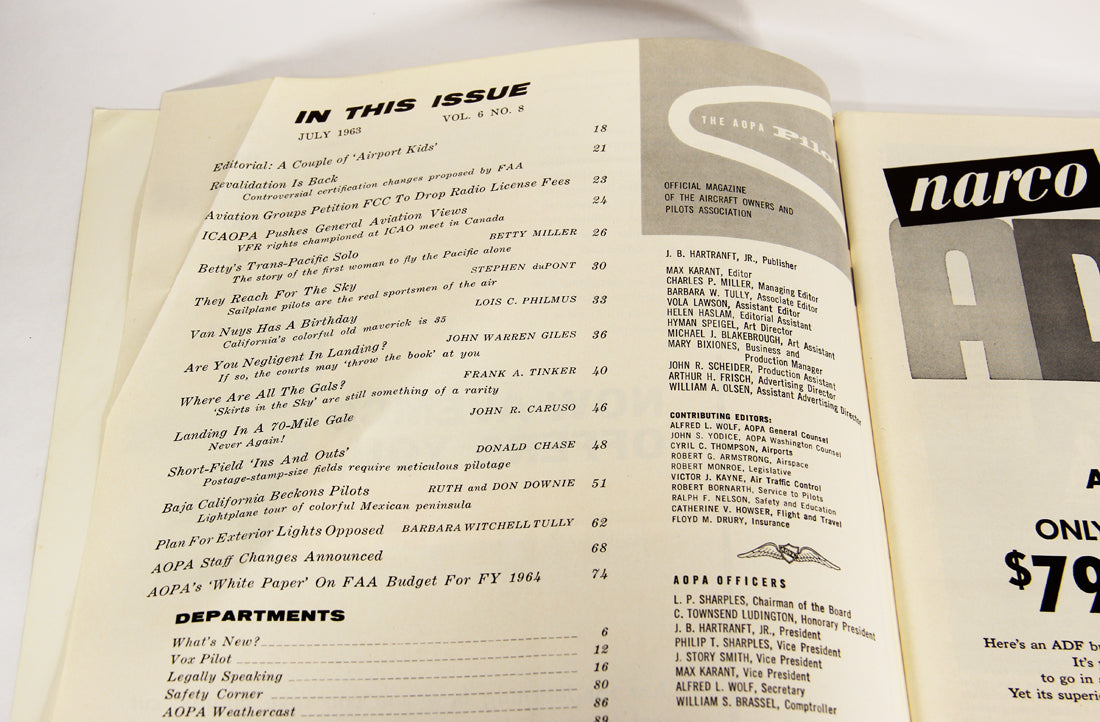 IN THIS ISSUE
JULY 1963 VOL. 6 NO. 8
Editorial: A Couple of 'Airport Kids' 18
Revalidation Is Back 21
Controversial certification changes proposed by FAA
Aviation Groups Petition FCC To Drop Radio License Fees 23
ICAOPA Pushes General Aviation Views 24
VFR rights championed at ICAO meet in Canada
Betty's Trans-Pacific Solo BETTY MILLER 26
The story of the first woman to fly the Pacific alone
They Reach For The Sky STEPHEN duPONT 30
Sailplane pilots are the real sportsmen of the air
Van Nuys Has A Birthday LOIS C. PHILMUS 33
California's colorful old maverick is 35
Are You Negligent In Landing? JOHN WARREN GILES 36
If so, the courts may 'throw the book' at you
Where Are All The Gals? FRANK A. TINKER 40
'Skirts in the Sky' are still something of a rarity
Landing In A 70-Mile Gale JOHN R. CARUSO 46
Never Again!
Short-Field 'Ins And Outs' DONALD CHASE 48
Postage-stamp-size fields require meticulous pilotage
Baja California Beckons Pilots RUTH and DON DOWNIE 51
Lightplane tour of colorful Mexican peninsula
Plan For Exterior Lights Opposed BARBARA WITCHELL TULLY 62
AOPA Staff Changes Announced 68
AOPA's 'White Paper' On FAA Budget For FY 1964 74
DEPARTMENTS
What's New? 6
Vox Pilot 12
Legally Speaking 16
Safety Corner 80
AOPA Weathercast 86
89
THE AOPA Pilo
OFFICIAL MAGAZINE
OF THE AIRCRAFT OWNERS AND
PILOTS ASSOCIATION
J. B. HARTRANFT, JR., Publisher
MAX KARANT, Editor
CHARLES P. MILLER, Managing Editor
BARBARA W. TULLY, Associate Editor
VOLA LAWSON, Assistant Editor
HELEN HASLAM, Editorial Assistant
HYMAN SPEIGEL, Art Director
MICHAEL J. BLAKEBROUGH, Art Assistant
MARY BIXIONES, Business and
Production Manager
JOHN R. SCHEIDER, Production Assistant
ARTHUR H. FRISCH, Advertising Director
WILLIAM A. OLSEN, Assistant Advertising Director
CONTRIBUTING EDITORS:
ALFRED L. WOLF, AOPA General Counsel
JOHN S. YODICE, AOPA Washington Counsel
CYRIL C. THOMPSON, Airports
ROBERT G. ARMSTRONG, Airspace
ROBERT MONROE, Legislative
VICTOR J. KAYNE, Air Traffic Control
ROBERT BORNARTH, Service to Pilots
RALPH F. NELSON, Safety and Education
CATHERINE V. HOWSER, Flight and Travel
FLOYD M. DRURY, Insurance
AOPA OFFICERS
L. P. SHARPLES, Chairman of the Board
C. TOWNSEND LUDINGTON, Honorary President
J. B. HARTRANFT, JR., President
PHILIP T. SHARPLES, Vice President
J. STORY SMITH, Vice President
MAX KARANT, Vice President
ALFRED L. WOLF, Secretary
WILLIAM S. BRASSEL, Comptroller
narco
A
A
ONLY
$79
Here's an ADF bu
It's
to go in
Yet its superi